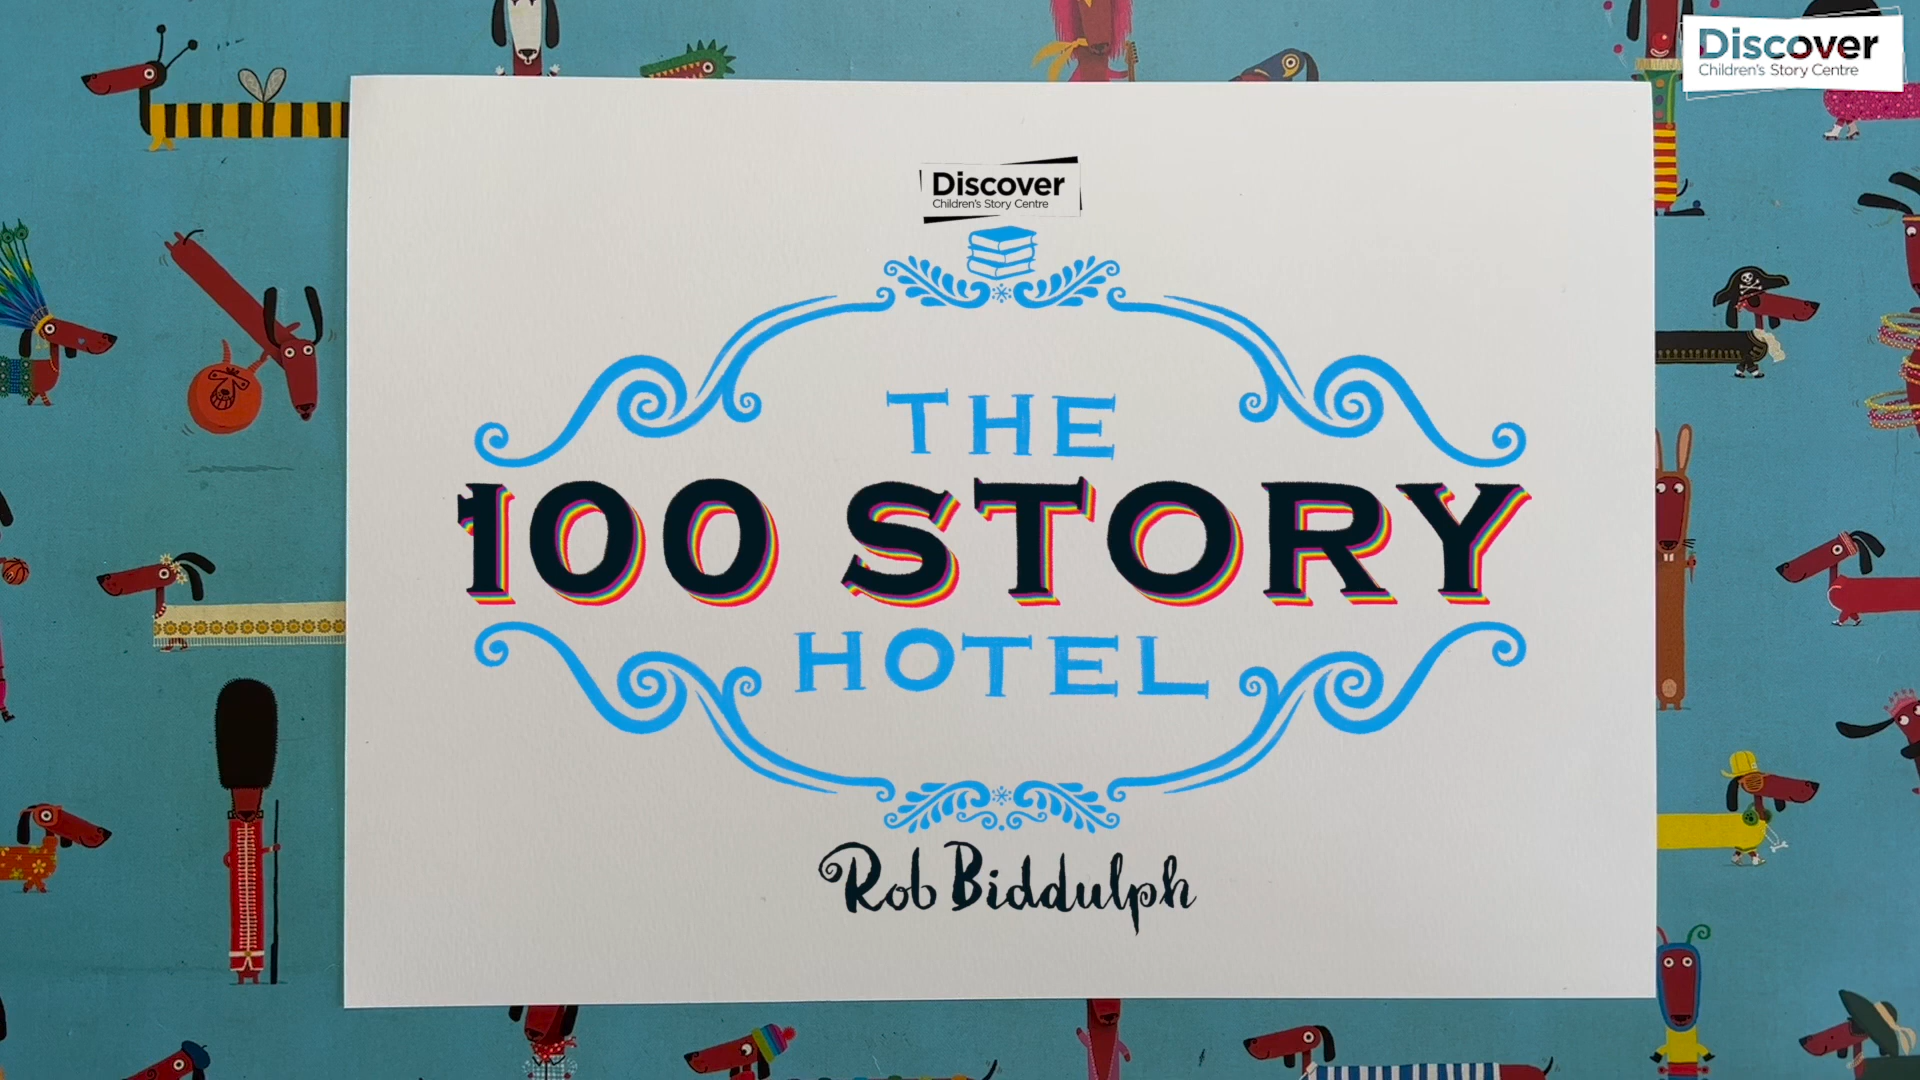 Discover
Children's Story Centre
Discover
Children's Story Centre
THE
100 STORY
HOTEL
Rob Biddulph